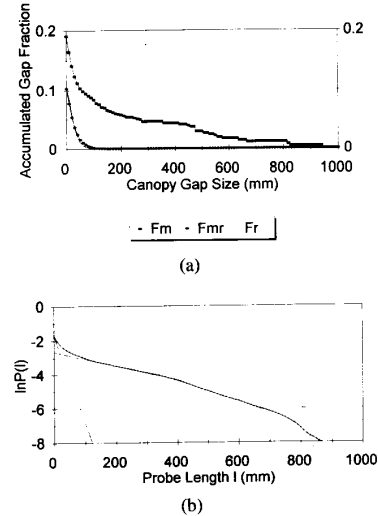 0.2 0.2
0.1
0 0
0 200 400 600 800 1000
Accumulated Gap Fraction
Canopy Gap Size (mm)
Fm Fmr Fr
(a)
0
-2
-4
-6
-8
0 200 400 600 800 1000
lnP(l)
Probe Length l (mm)
(b)